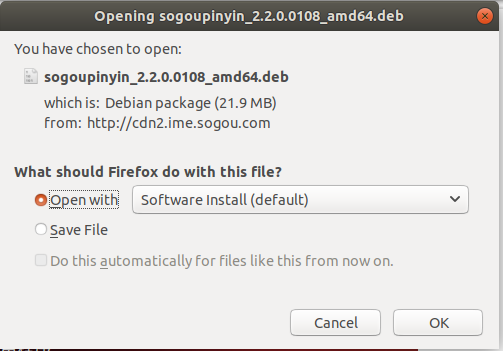 Opening sogoupinyin_2.2.0.0108_amd64.deb
You have chosen to open:
sogoupinyin_2.2.0.0108_amd64.deb
which is: Debian package (21.9 MB)
from: http://cdn2.ime.sogou.com
What should Firefox do with this file?
Open with Software Install (default)
Save File
Do this automatically for files like this from now on.
Cancel OK